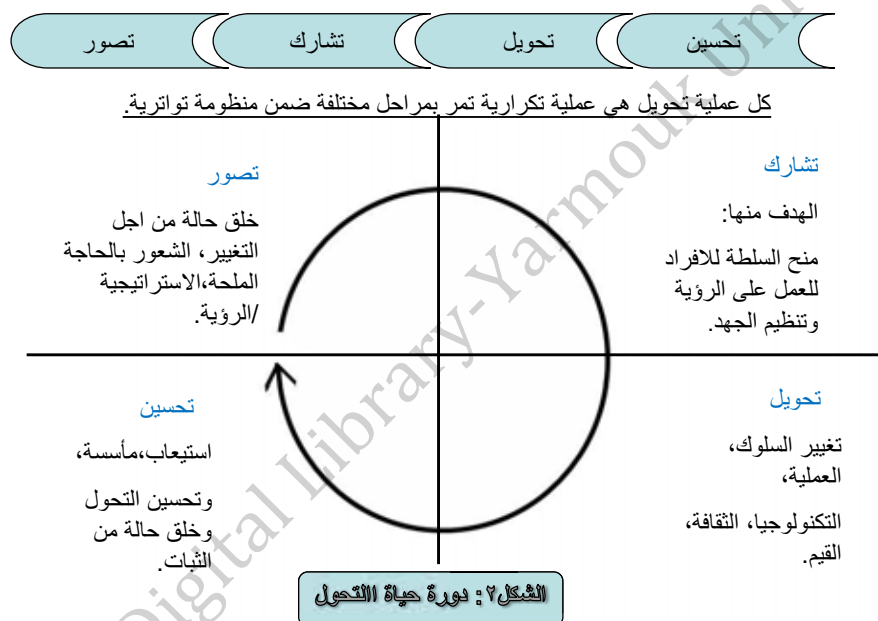 تحسين
تحويل
تشارك
تصور
كل عملية تحويل هي عملية تكرارية تمر بمراحل مختلفة ضمن منظومة تواترية.
تشارك
الهدف منها:
منح السلطة للافراد
للعمل على الرؤية
وتنظيم الجهد.
تصور
خلق حالة من اجل
التغيير، الشعور بالحاجة
الملحة،الاستراتيجية
/الرؤية.
تحويل
تغيير السلوك،
العملية،
التكنولوجيا، الثقافة،
القيم.
تحسين
استيعاب،مأسسة،
وتحسين التحول
وخلق حالة من
الثبات.
الشكل٢: دورة حياة االتحول
Digital Library-Yarmouk Uni